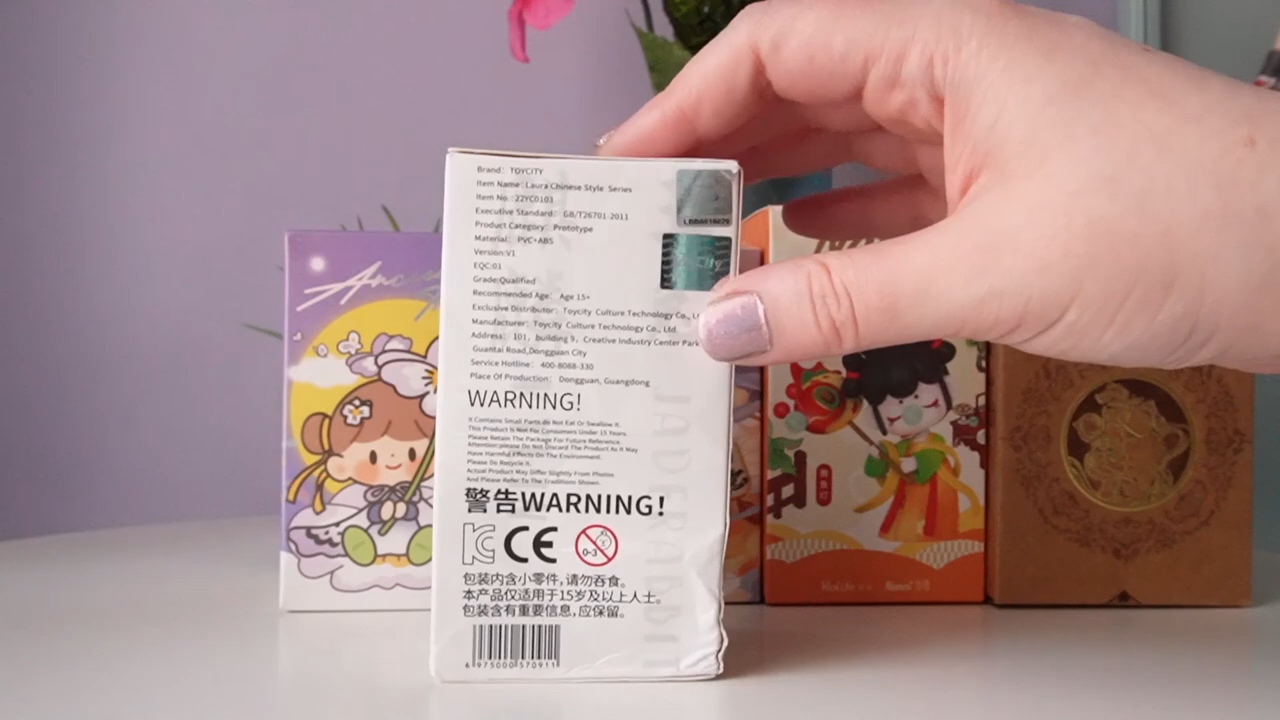 Brand: TOYCITY
Item Name:Laura Chinese Style Series
Item No.:22YC0103
Executive Standard: GB/T26701-2011
Product Category: Prototype
Material: PVC+ABS
Version:V1
EQC:01
Grade:Qualified
Recommended Age: Age 15+
Exclusive Distributor: Toycity Culture Technology Co.,
Manufacturer: Toycity Culture Technology Co., Ltd.
Address: 101, building 9, Creative Industry Center Park
Guantai Road,Dongguan City
Service Hotline: 400-8088-330
Place Of Production: Dongguan, Guangdong
WARNING!
It Contains Small Parts.do Not Eat Or Swallow It.
This Product Is Not For Consumers Under 15 Years.
Please Retain The Package For Future Reference.
Attention:please Do Not Discard The Product As It May
Have Harmful Effects On The Environment.
Please Do Recycle It.
Actual Product May Differ Slightly From Photos
And Please Refer To The Traditions Shown.
警告WARNING!
CE
0-3
包装内含小零件,请勿吞食。
本产品仅适用于15岁及以上人士。
包装含有重要信息,应保留。
6 975000 570911